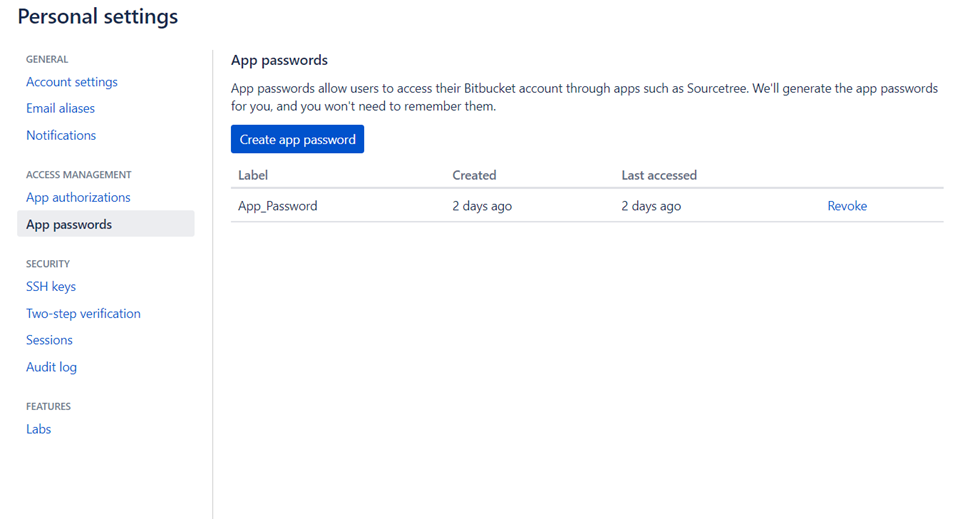 Personal settings
GENERAL
Account settings
Email aliases
Notifications
ACCESS MANAGEMENT
App authorizations
App passwords
SECURITY
SSH keys
Two-step verification
Sessions
Audit log
FEATURES
Labs
App passwords
App passwords allow users to access their Bitbucket account through apps such as Sourcetree. We'll generate the app passwords
for you, and you won't need to remember them.
Create app password
Label Created Last accessed
App_Password 2 days ago 2 days ago Revoke